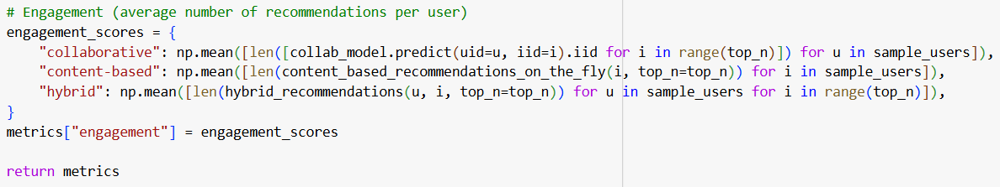 # Engagement (average number of recommendations per user)
engagement_scores = {
    "collaborative": np.mean([len([collab_model.predict(uid=u, iid=i).iid for i in range(top_n)]) for u in sample_users]),
    "content-based": np.mean([len(content_based_recommendations_on_the_fly(i, top_n=top_n)) for i in sample_users]),
    "hybrid": np.mean([len(hybrid_recommendations(u, i, top_n=top_n)) for u in sample_users for i in range(top_n)]),
}
metrics["engagement"] = engagement_scores
return metrics